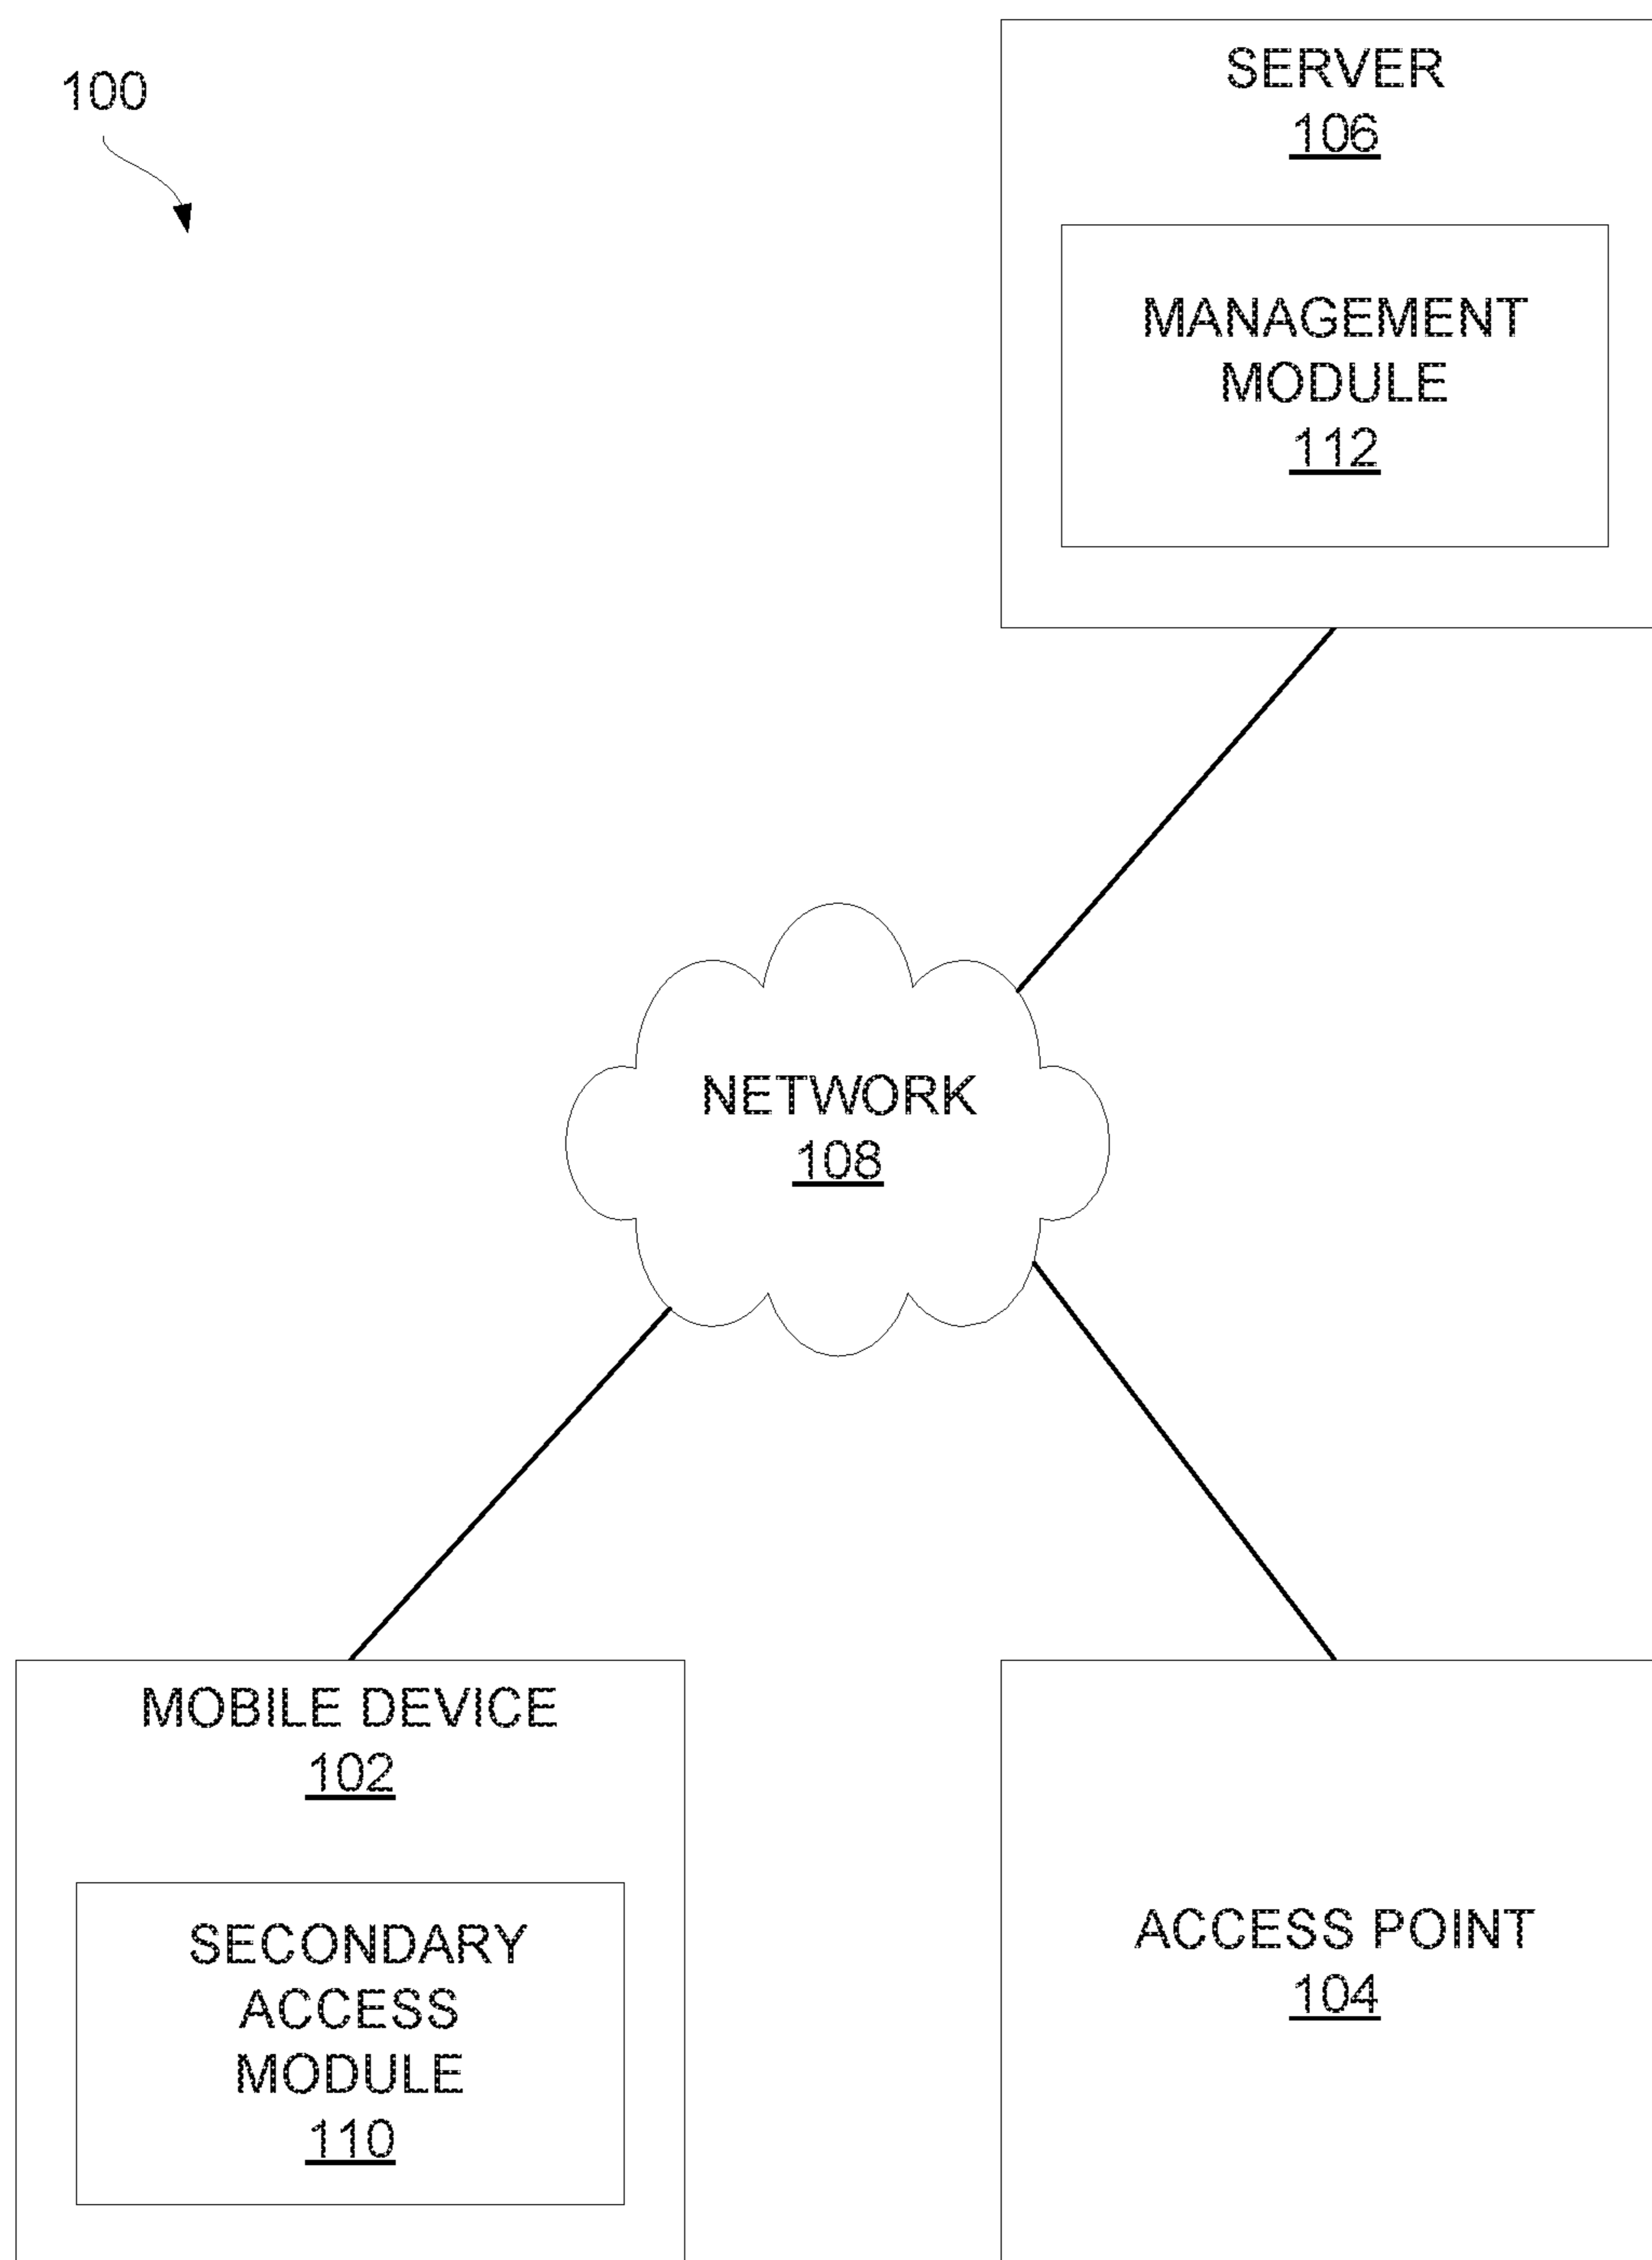 100
SERVER
106
MANAGEMENT
MODULE
112
NETWORK
108
MOBILE DEVICE
102
SECONDARY
ACCESS
MODULE
110
ACCESS POINT
104